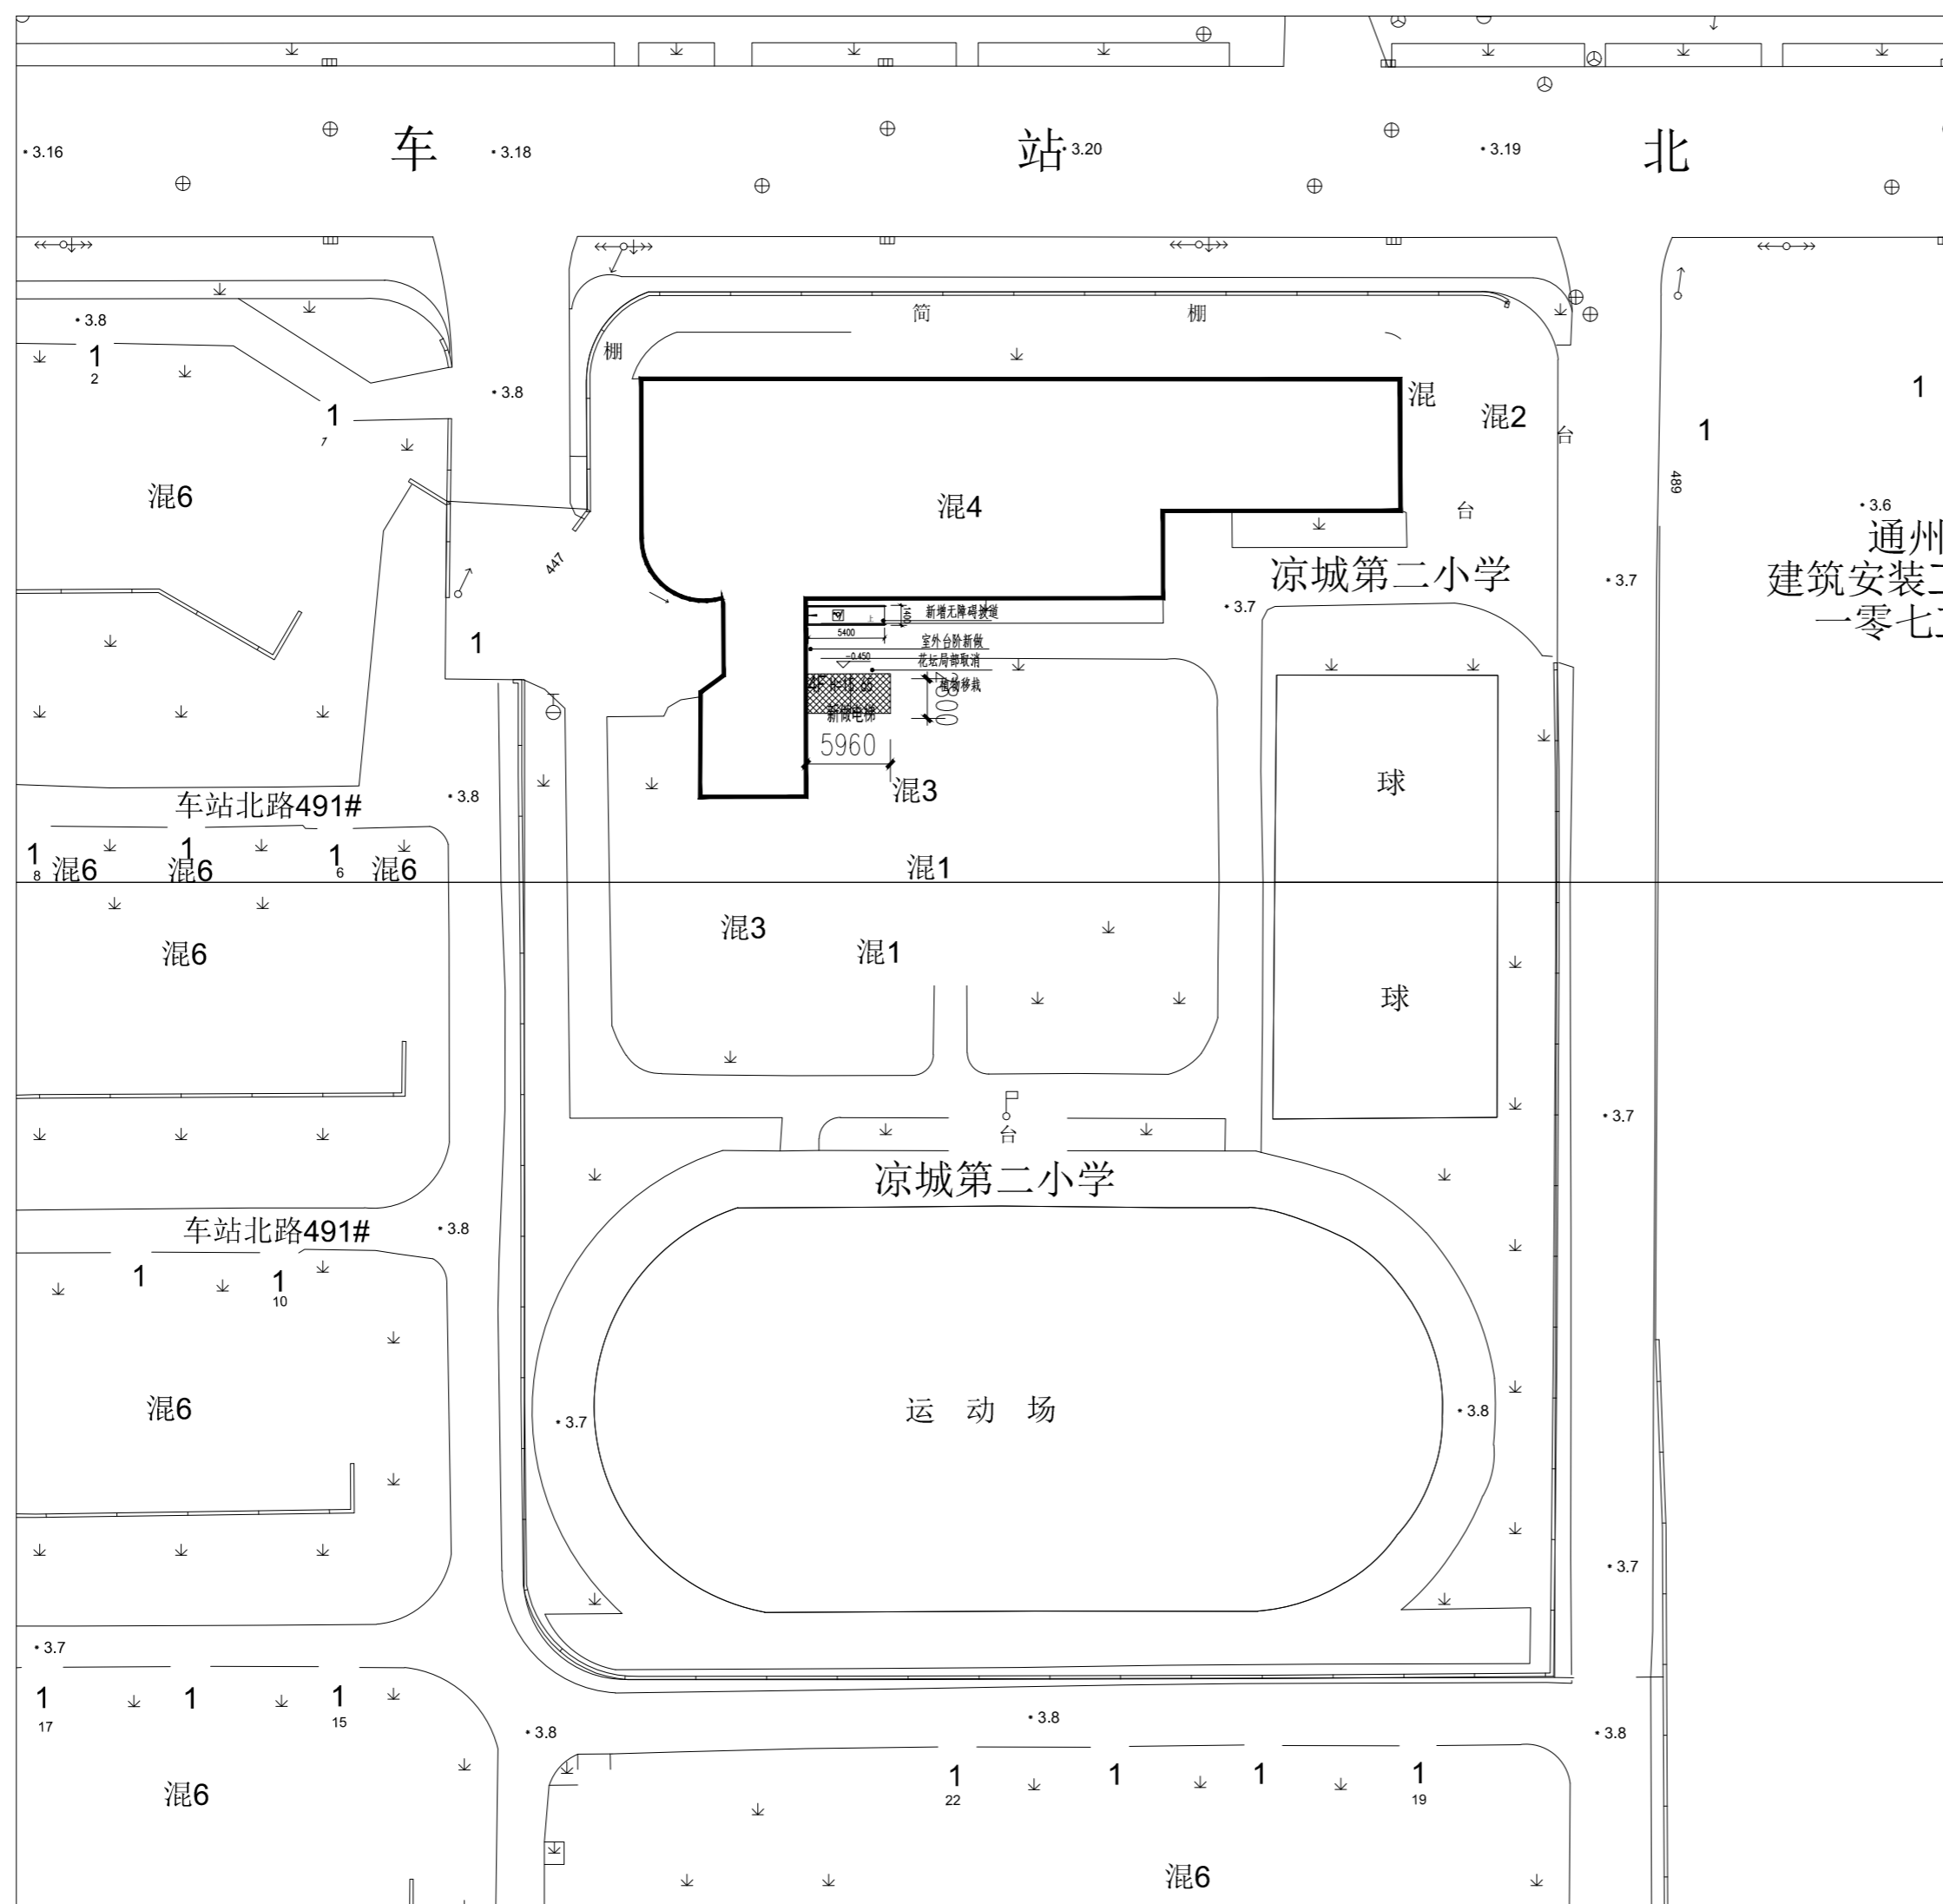 车 站 北
3.16
3.18
3.20
3.19
简 棚
棚
3.8
1
2
1
7
3.8
混
混2
台
1
1
489
混6
混4
台
3.6
通州
建筑安装
一零七
447
凉城第二小学
3.7
3.7
1
新增无障碍坡道
1400
5400
室外台阶新做
-0.450
花坛局部取消
植物移栽
4F H=15.65
新做电梯
2800
5960
混3
球
车站北路491#
3.8
1
8
混6
1
混6
1
6
混6
混1
混6
混3
混1
球
3.7
台
凉城第二小学
车站北路491#
3.8
1
1
10
混6
运 动 场
3.7
3.8
3.7
3.7
1
17
1
1
15
3.8
3.8
3.8
混6
1
22
1
1
1
19
混6